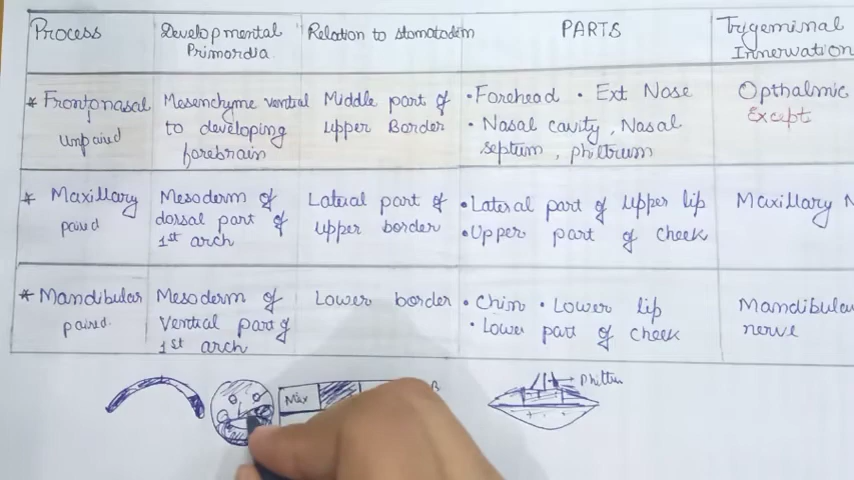 Process
Developmental
Primordia
Relation to stomatodem
PARTS
Trygeminal
Innervation
* Frontonasal
unpaired
Mesenchyme ventral
to developing
forebrain
Middle part of
upper Border
• Forehead • Ext Nose
• Nasal cavity, Nasal
septum, philtrum
Opthalmic
Except
* Maxillary
paired
Mesoderm of
dorsal part of
1st arch
Lateral part of
upper border
• Lateral part of upper lip
• Upper part of cheek
Maxillary N
* Mandibular
paired
Mesoderm of
Ventral part of
1st arch
Lower border
• Chin • Lower lip
• Lower part of cheek
Mandibular
nerve
Max